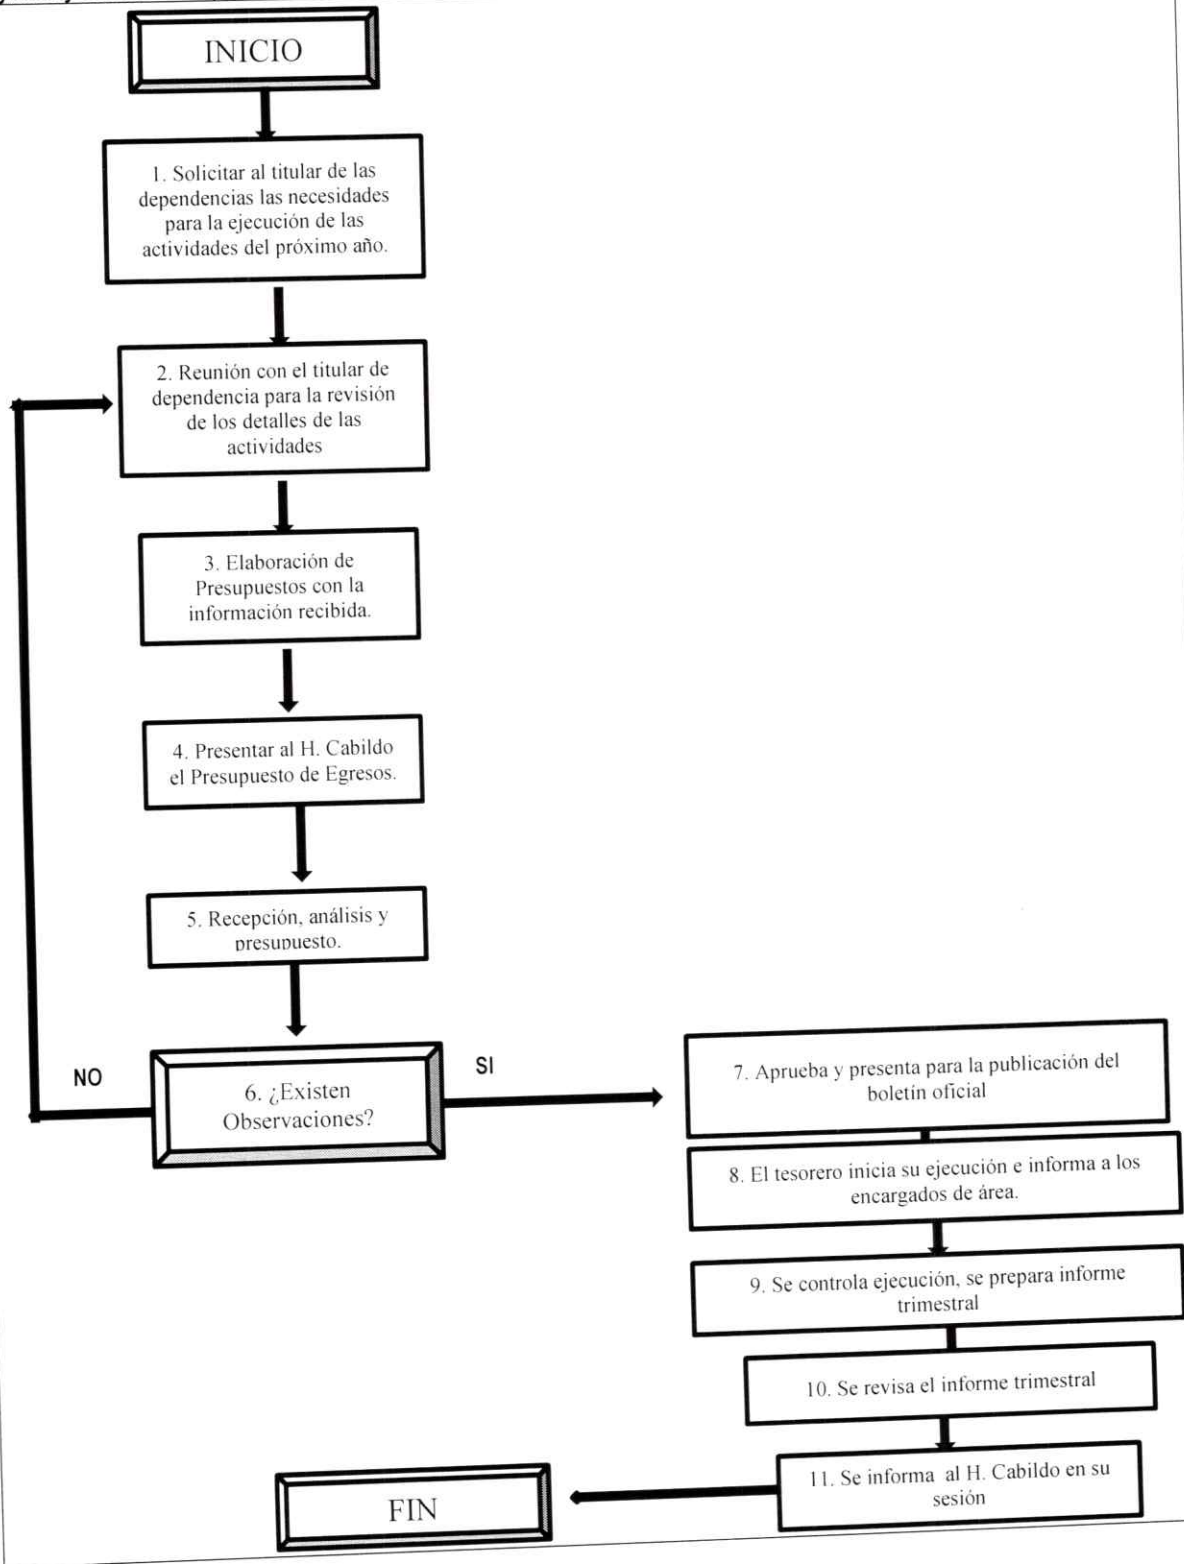 INICIO
1. Solicitar al titular de las
dependencias las necesidades
para la ejecución de las
actividades del próximo año.
2. Reunión con el titular de
dependencia para la revisión
de los detalles de las
actividades
3. Elaboración de
Presupuestos con la
información recibida.
4. Presentar al H. Cabildo
el Presupuesto de Egresos.
5. Recepción, análisis y
presupuesto.
NO
6. ¿Existen
Observaciones?
SI
7. Aprueba y presenta para la publicación del
boletín oficial
8. El tesorero inicia su ejecución e informa a los
encargados de área.
9. Se controla ejecución, se prepara informe
trimestral
10. Se revisa el informe trimestral
11. Se informa al H. Cabildo en su
sesión
FIN